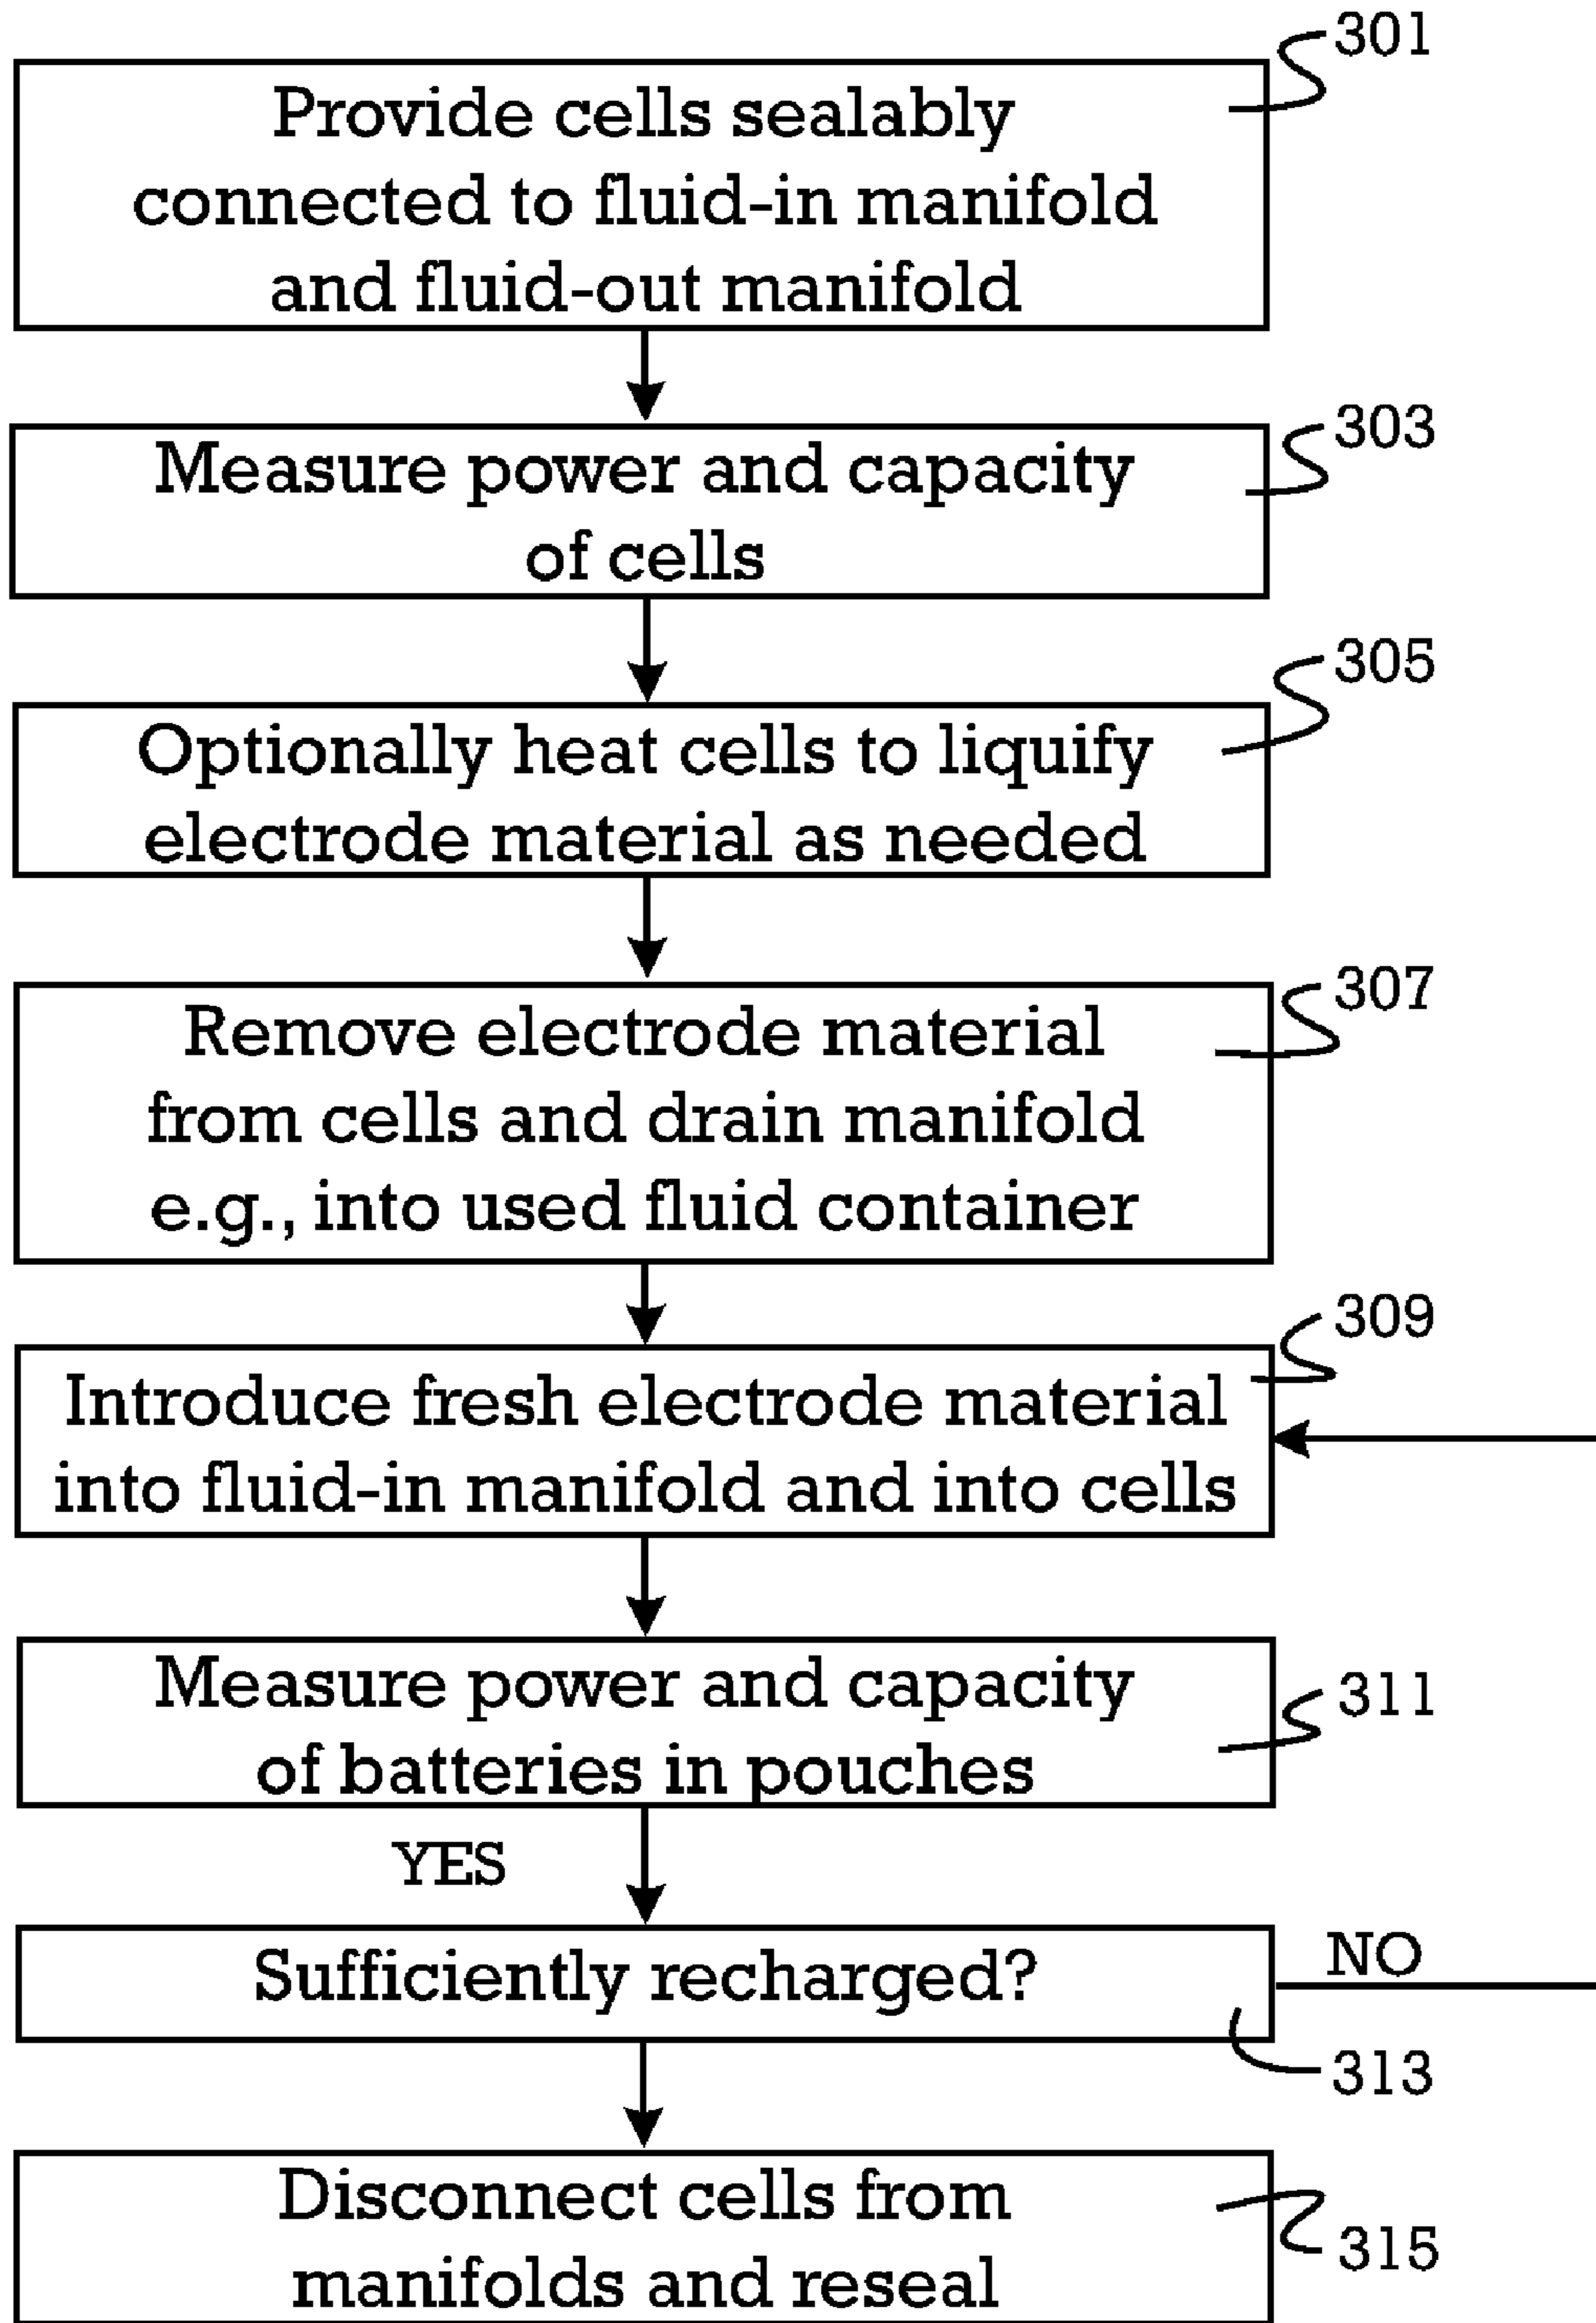 301
Provide cells sealably
connected to fluid-in manifold
and fluid-out manifold
303
Measure power and capacity
of cells
305
Optionally heat cells to liquify
electrode material as needed
307
Remove electrode material
from cells and drain manifold
e.g., into used fluid container
309
Introduce fresh electrode material
into fluid-in manifold and into cells
311
Measure power and capacity
of batteries in pouches
YES
Sufficiently recharged?
NO
313
Disconnect cells from
manifolds and reseal
315